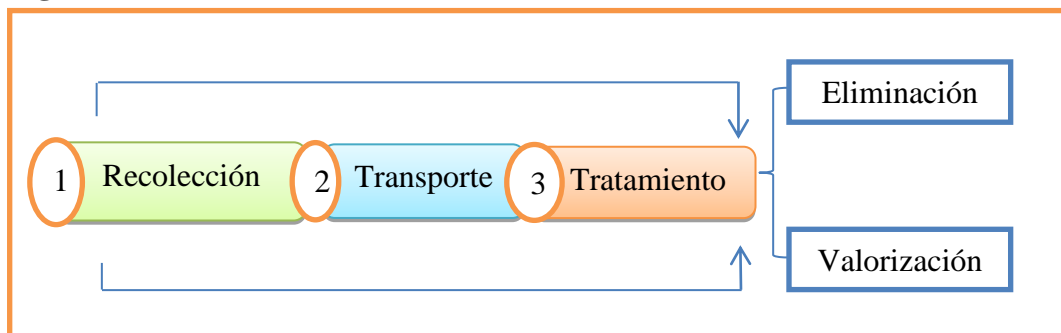 Eliminación
1 Recolección 2 Transporte 3 Tratamiento
Valorización